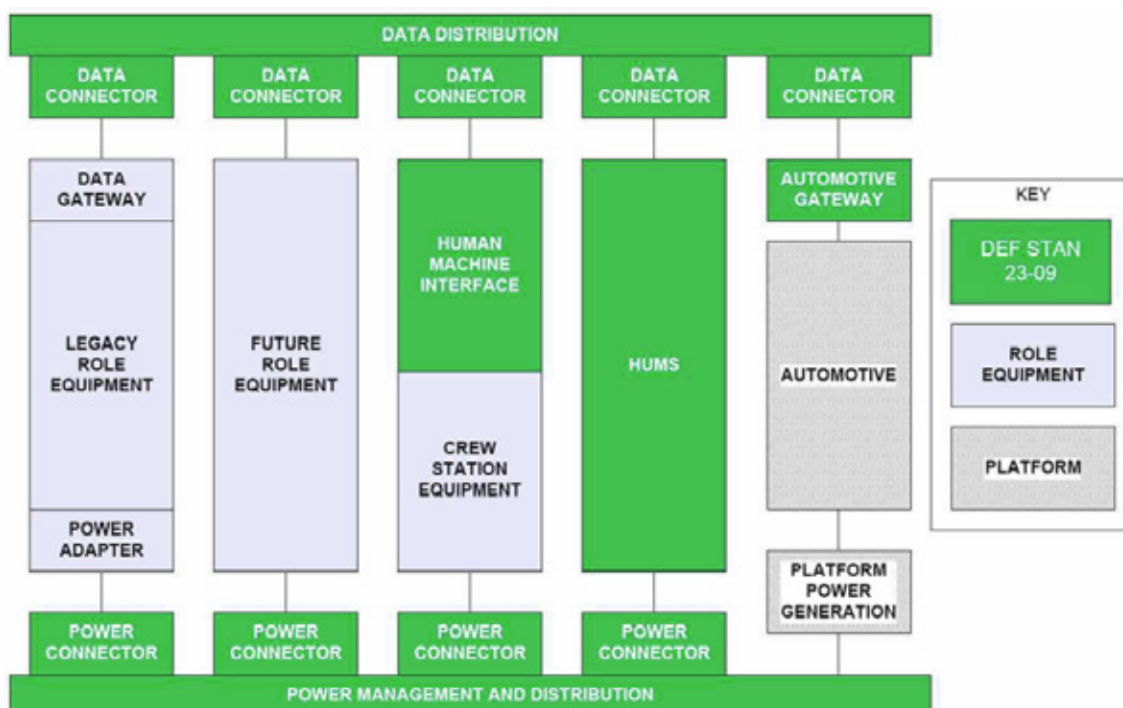 DATA DISTRIBUTION
DATA
CONNECTOR
DATA
CONNECTOR
DATA
CONNECTOR
DATA
CONNECTOR
DATA
CONNECTOR
DATA
GATEWAY
LEGACY
ROLE
EQUIPMENT
POWER
ADAPTER
FUTURE
ROLE
EQUIPMENT
HUMAN
MACHINE
INTERFACE
CREW
STATION
EQUIPMENT
HUMS
AUTOMOTIVE
GATEWAY
AUTOMOTIVE
PLATFORM
POWER
GENERATION
POWER
CONNECTOR
POWER
CONNECTOR
POWER
CONNECTOR
POWER
CONNECTOR
POWER MANAGEMENT AND DISTRIBUTION
KEY
DEF STAN
23-09
ROLE
EQUIPMENT
PLATFORM